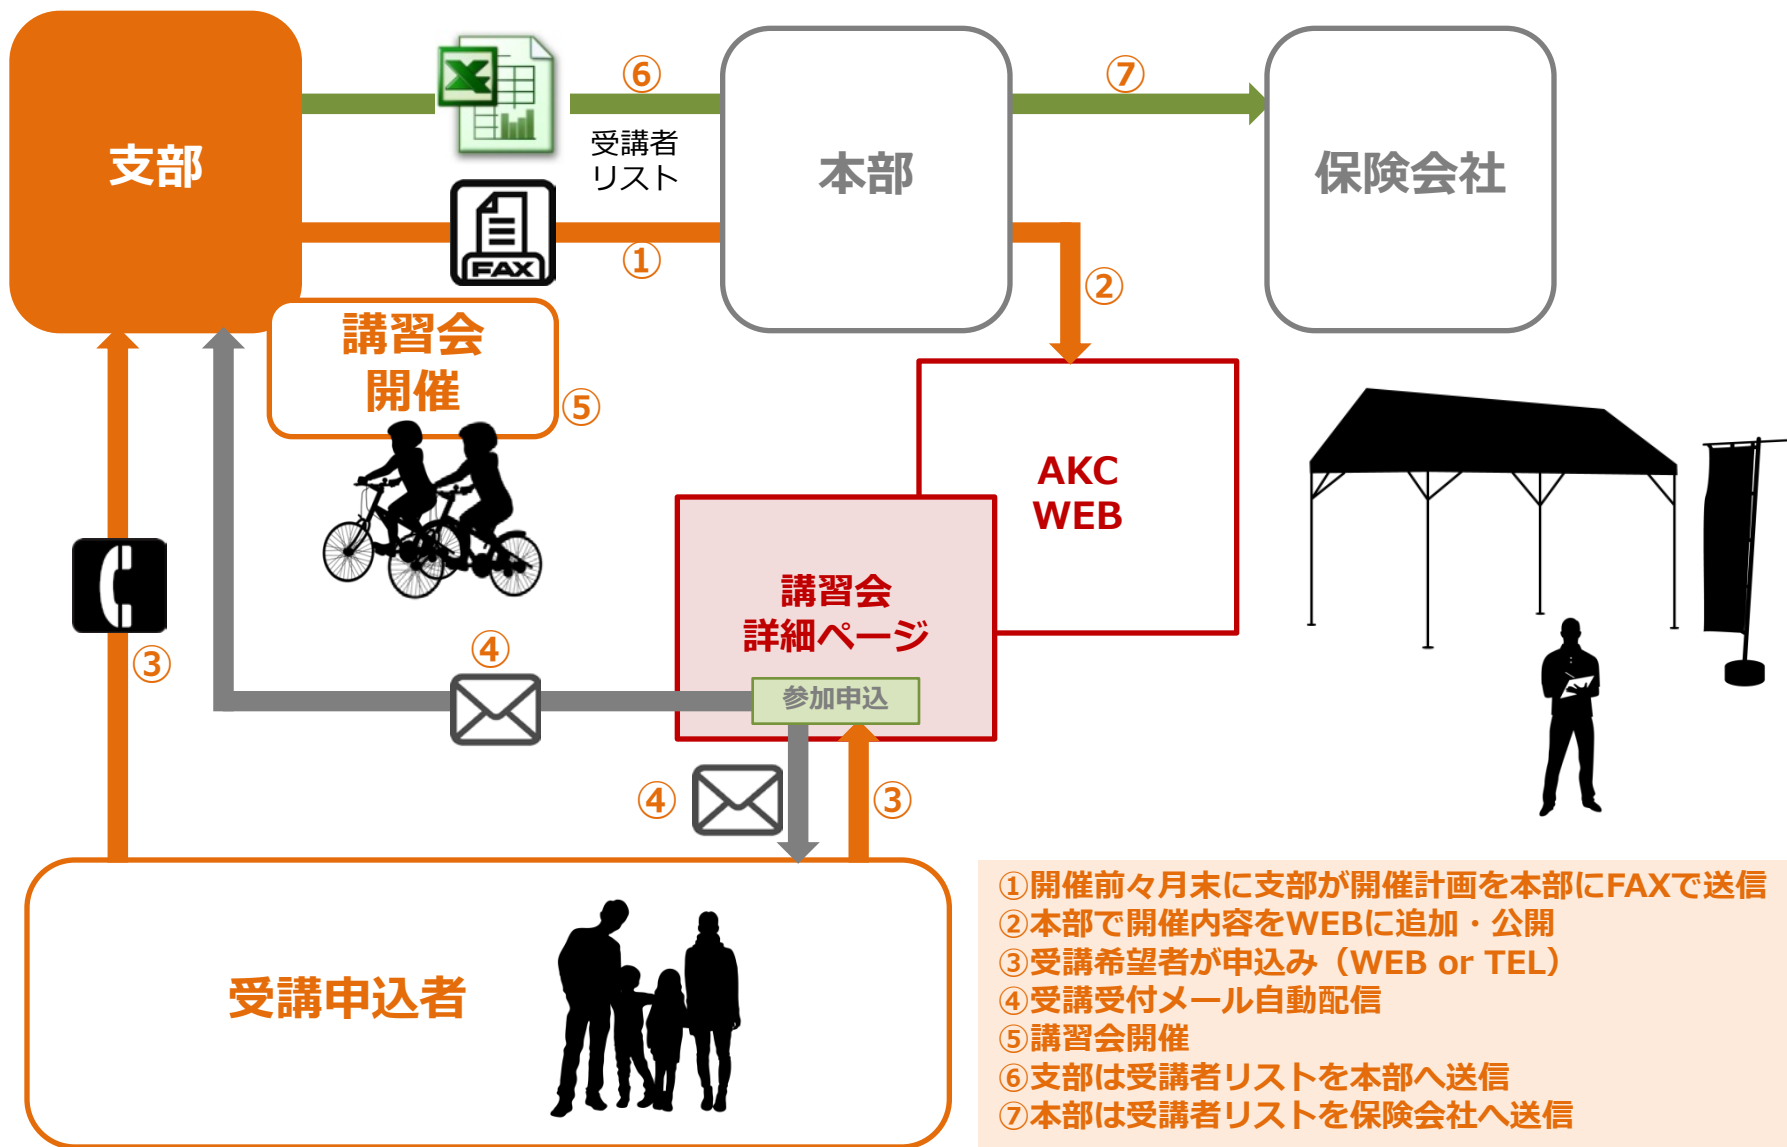 支部
⑥
受講者
リスト
FAX
①
本部
⑦
保険会社
②
講習会
開催
⑤
AKC
WEB
講習会
詳細ページ
参加申込
③
④
④
③
受講申込者
①開催前々月末に支部が開催計画を本部にFAXで送信
②本部で開催内容をWEBに追加・公開
③受講希望者が申込み（WEB or TEL）
④受講受付メール自動配信
⑤講習会開催
⑥支部は受講者リストを本部へ送信
⑦本部は受講者リストを保険会社へ送信